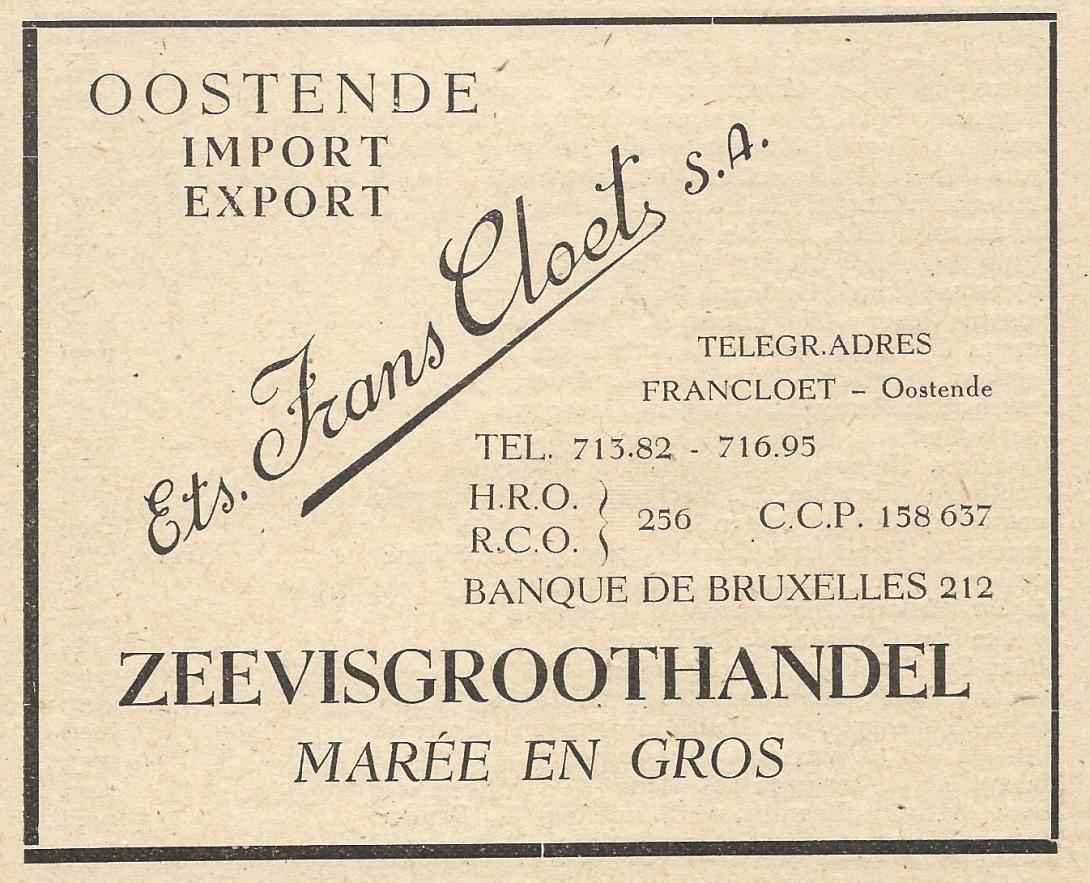 OOSTENDE
IMPORT
EXPORT
Ets. Frans Cloet, s.A.
TELEGR.ADRES
FRANCLOET – Oostende
TEL. 713.82 - 716.95
H.R.O.
R.C.O. } 256 C.C.P. 158 637
BANQUE DE BRUXELLES 212
ZEEVISGROOTHANDEL
MARÉE EN GROS